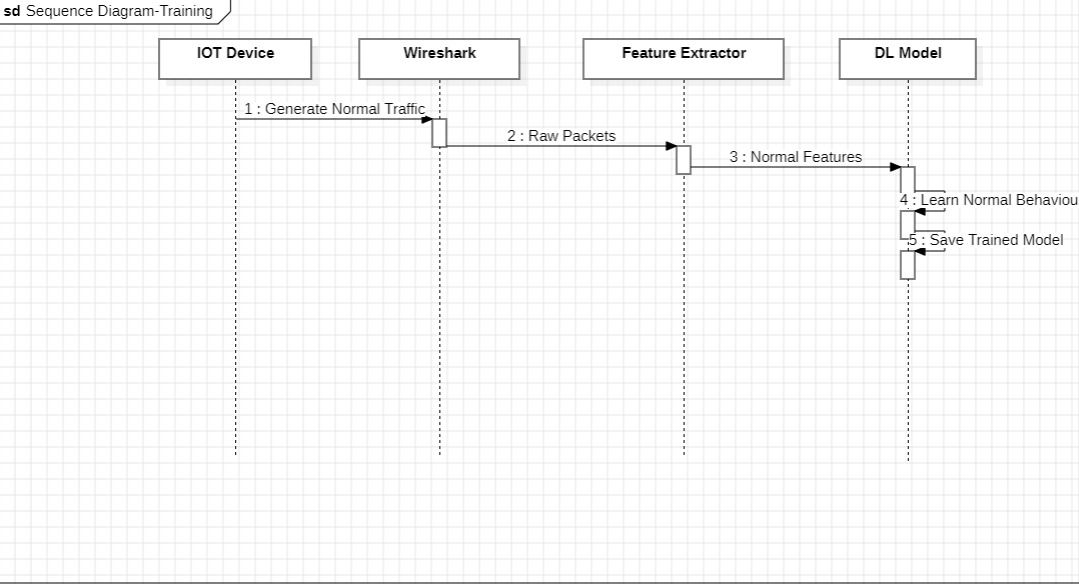 sd Sequence Diagram-Training
IOT Device
Wireshark
Feature Extractor
DL Model
1 : Generate Normal Traffic
2 : Raw Packets
3 : Normal Features
4 : Learn Normal Behaviou
5 : Save Trained Model